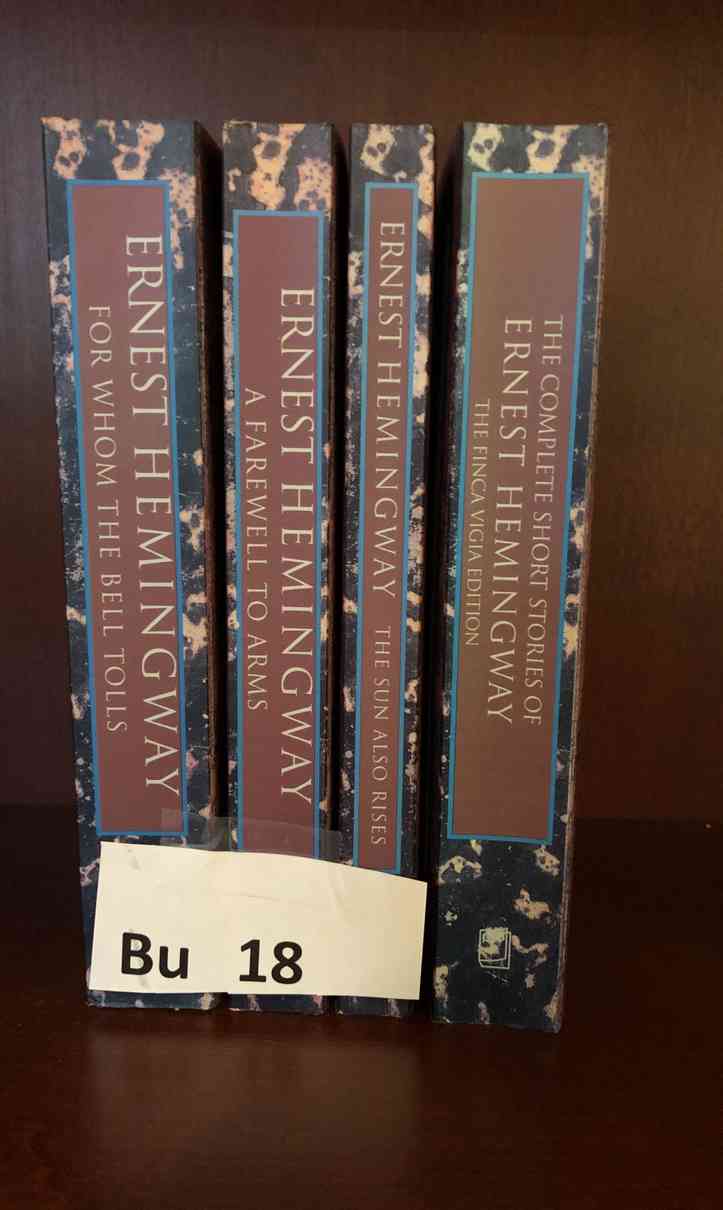 ERNEST HEMINGWAY
FOR WHOM THE BELL TOLLS
ERNEST HEMINGWAY
A FAREWELL TO ARMS
ERNEST HEMINGWAY THE SUN ALSO RISES
THE COMPLETE SHORT STORIES OF
ERNEST HEMINGWAY
THE FINCA VIGIA EDITION
Bu 18